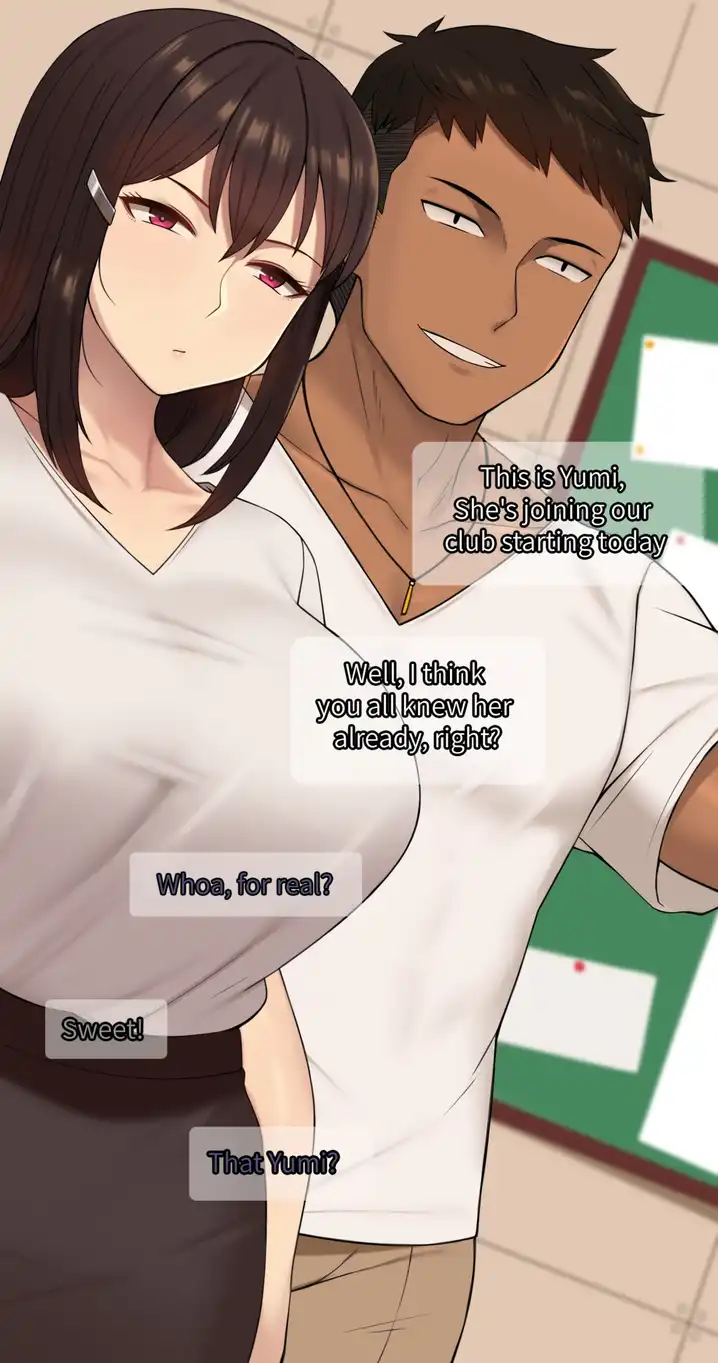 This is Yumi,
She's joining our
club starting today
Well, I think
you all knew her
already, right?
Whoa, for real?
Sweet!
That Yumi?